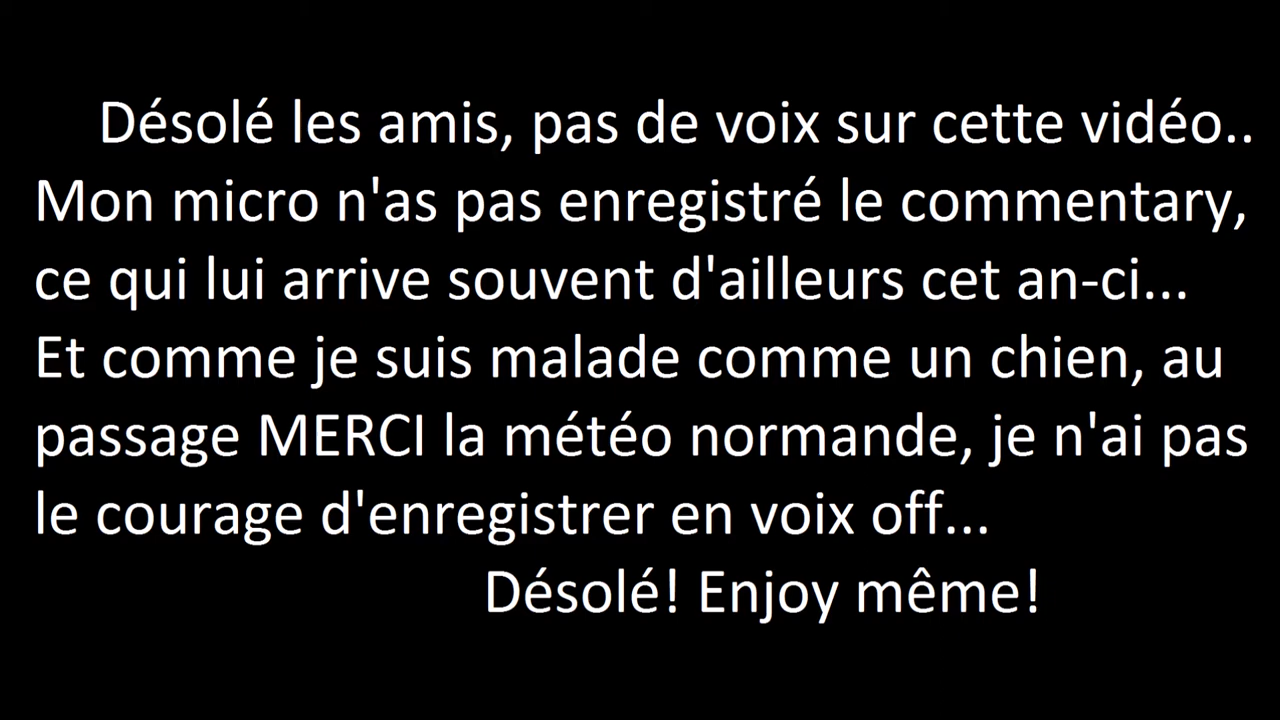 Désolé les amis, pas de voix sur cette vidéo..
Mon micro n'as pas enregistré le commentary,
ce qui lui arrive souvent d'ailleurs cet an-ci...
Et comme je suis malade comme un chien, au
passage MERCI la météo normande, je n'ai pas
le courage d'enregistrer en voix off...
Désolé! Enjoy même!